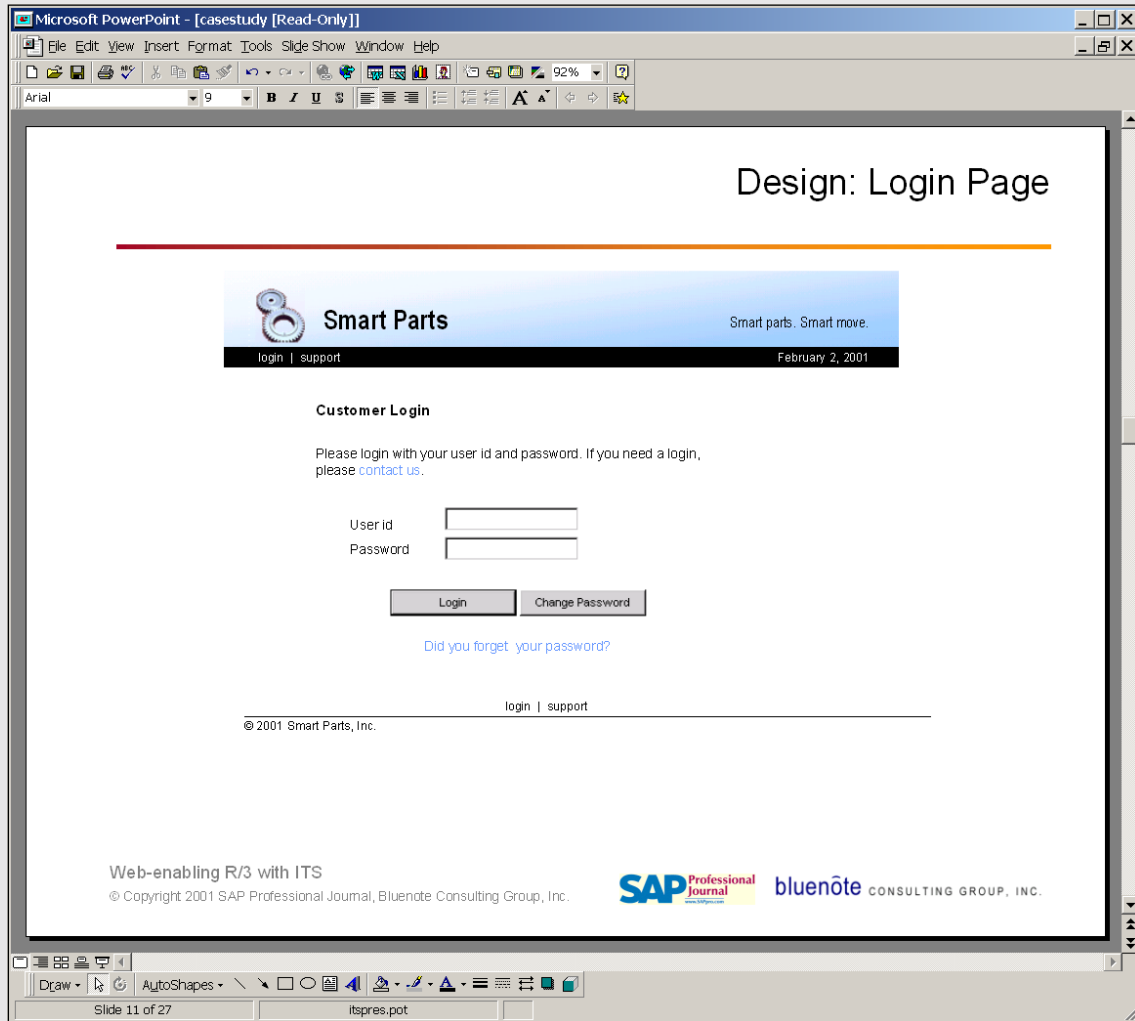 Microsoft PowerPoint - [casestudy [Read-Only]]
File Edit View Insert Format Tools Slide Show Window Help
92%
Arial 9 B I U S A A
Design: Login Page
Smart Parts
Smart parts. Smart move.
login | support February 2, 2001
Customer Login
Please login with your user id and password. If you need a login,
please contact us.
User id
Password
Login Change Password
Did you forget your password?
login | support
© 2001 Smart Parts, Inc.
Web-enabling R/3 with ITS
© Copyright 2001 SAP Professional Journal, Bluenote Consulting Group, Inc.
SAP Professional Journal
www.SAPpro.com
bluenōte CONSULTING GROUP, INC.
Draw AutoShapes
Slide 11 of 27 itspres.pot